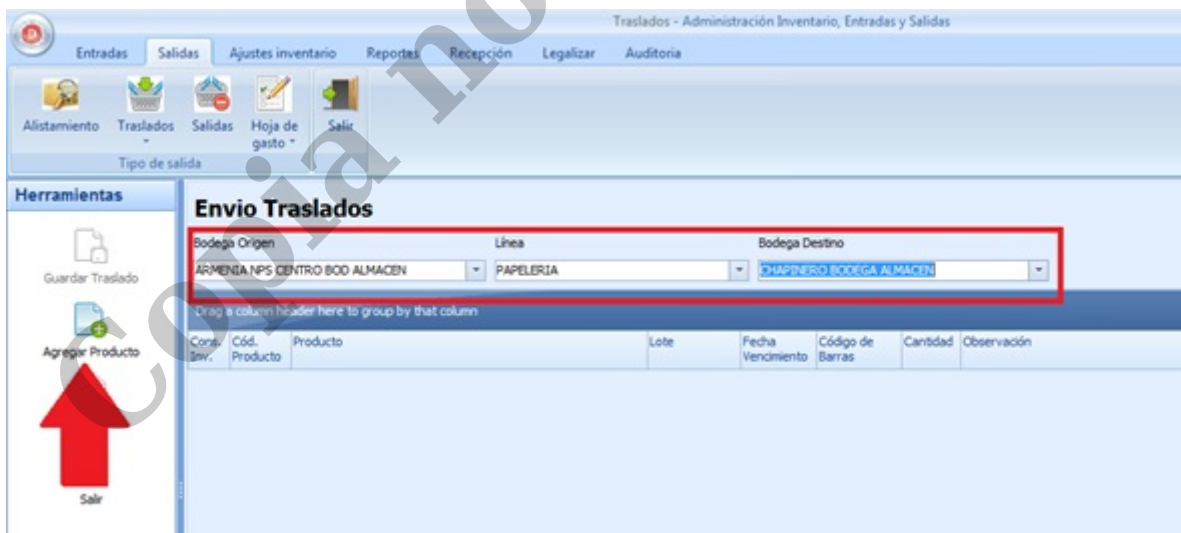 Traslados - Administración Inventario, Entradas y Salidas
Entradas Salidas Ajustes inventario Reportes Recepción Legalizar Auditoria
Alistamiento Traslados Salidas Hoja de gasto Salir
Tipo de salida
Herramientas
Guardar Traslado
Agregar Producto
Salir
Envio Traslados
Bodega Origen Línea Bodega Destino
ARMENIA NPS CENTRO BOD ALMACEN PAPELERIA CHAPINERO BODEGA ALMACEN
Drag a column header here to group by that column
Cons. Inv. Cód. Producto Producto Lote Fecha Vencimiento Código de Barras Cantidad Observación
Copia no